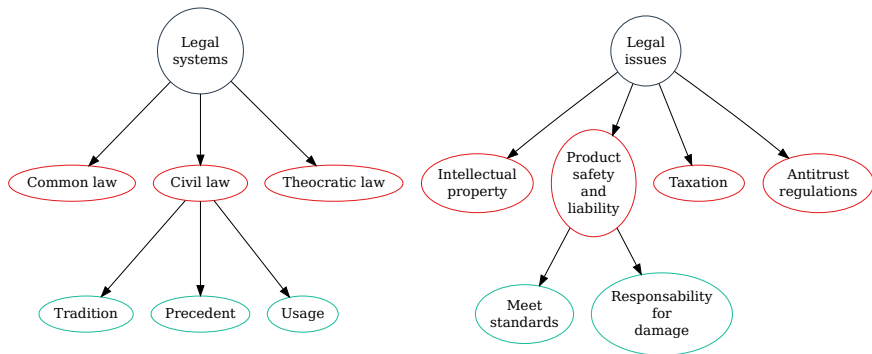 Legal
systems
Common law
Civil law
Theocratic law
Tradition
Precedent
Usage
Legal
issues
Intellectual
property
Product
safety
and
liability
Taxation
Antitrust
regulations
Meet
standards
Responsability
for
damage